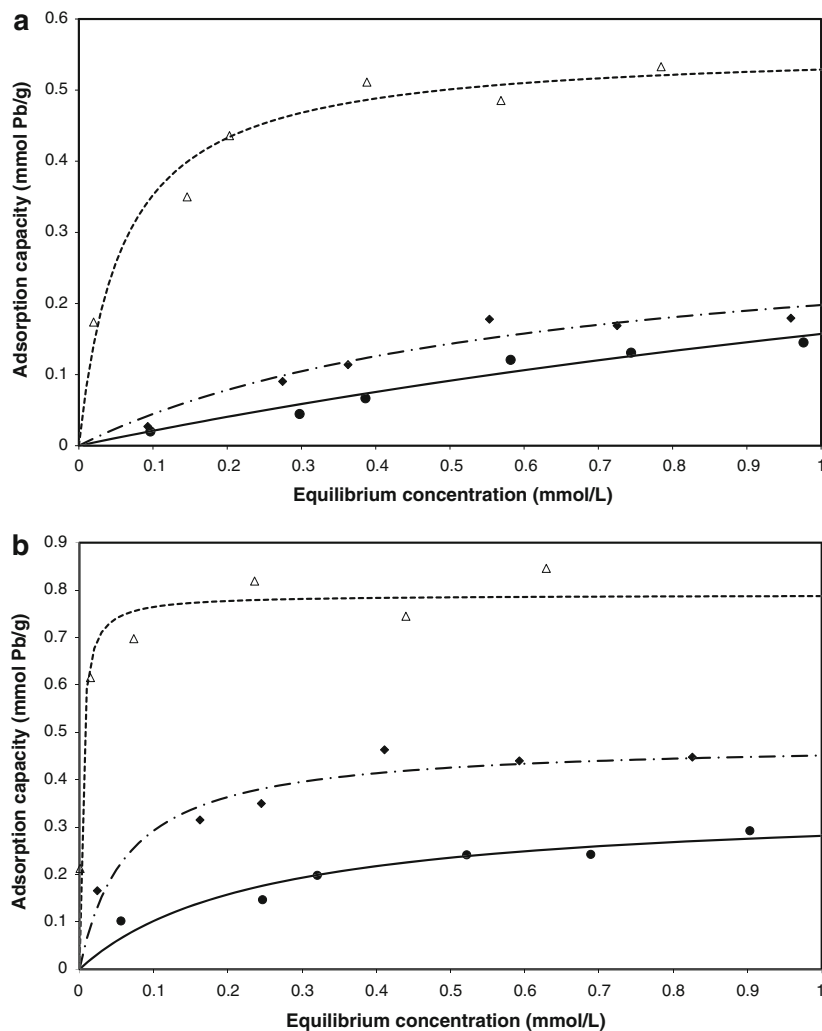 a
0.6
0.5
0.4
0.3
0.2
0.1
0
Adsorption capacity (mmol Pb/g)
0 0.1 0.2 0.3 0.4 0.5 0.6 0.7 0.8 0.9 1
Equilibrium concentration (mmol/L)
b
0.9
0.8
0.7
0.6
0.5
0.4
0.3
0.2
0.1
0
Adsorption capacity (mmol Pb/g)
0 0.1 0.2 0.3 0.4 0.5 0.6 0.7 0.8 0.9 1
Equilibrium concentration (mmol/L)